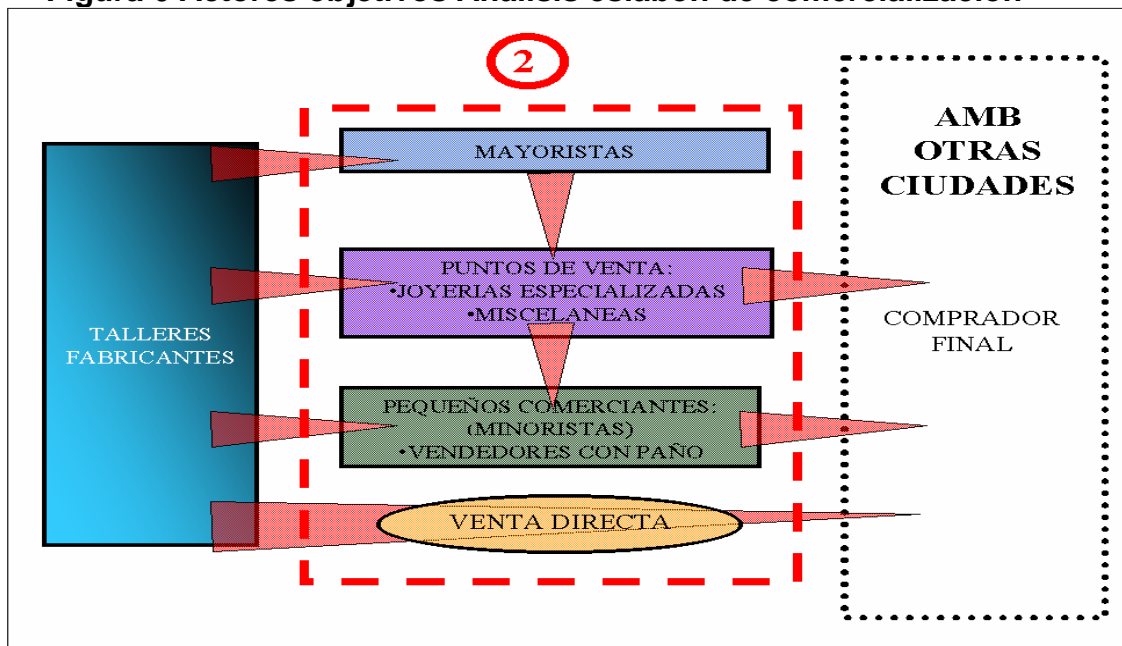 2
MAYORISTAS
PUNTOS DE VENTA:
•JOYERIAS ESPECIALIZADAS
•MISCELANEAS
TALLERES
FABRICANTES
PEQUEÑOS COMERCIANTES:
(MINORISTAS)
•VENDEDORES CON PAÑO
VENTA DIRECTA
AMB
OTRAS
CIUDADES
COMPRADOR
FINAL